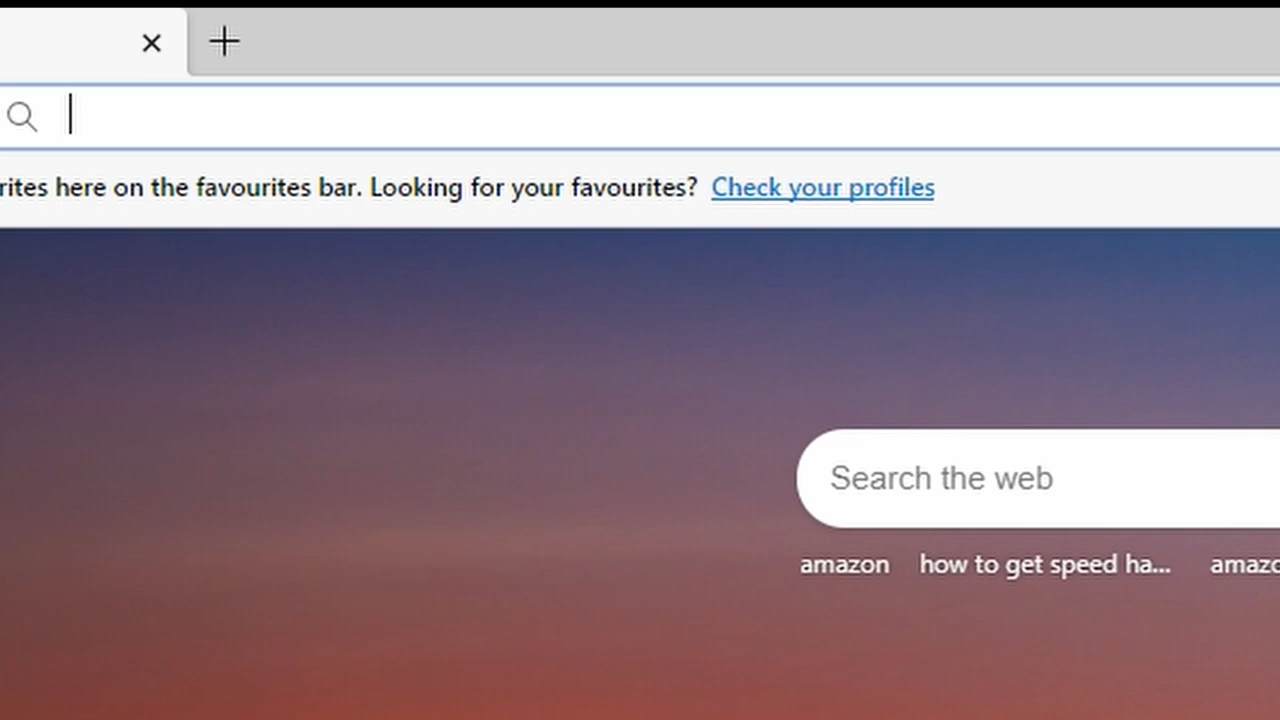 rites here on the favourites bar. Looking for your favourites? Check your profiles
Search the web
amazon how to get speed ha... amazo